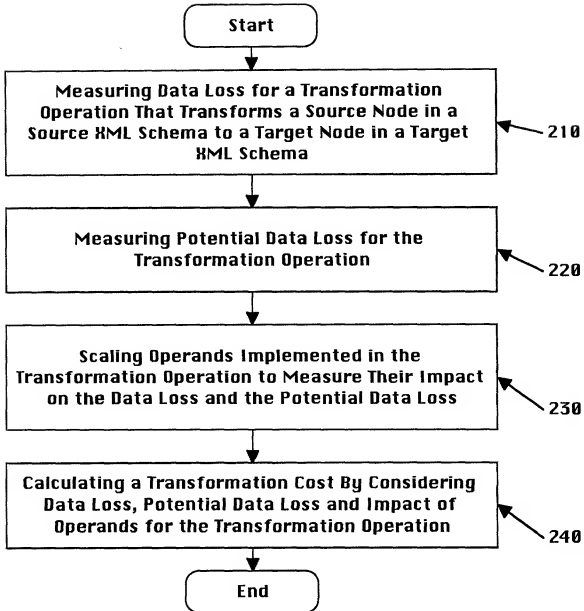 Start
Measuring Data Loss for a Transformation
Operation That Transforms a Source Node in a
Source XML Schema to a Target Node in a Target
XML Schema
210
Measuring Potential Data Loss for the
Transformation Operation
220
Scaling Operands Implemented in the
Transformation Operation to Measure Their Impact
on the Data Loss and the Potential Data Loss
230
Calculating a Transformation Cost By Considering
Data Loss, Potential Data Loss and Impact of
Operands for the Transformation Operation
240
End